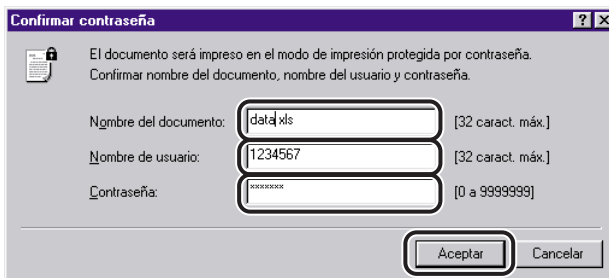 Confirmar contraseña
El documento será impreso en el modo de impresión protegida por contraseña.
Confirmar nombre del documento, nombre del usuario y contraseña.
Nombre del documento: data xls [32 caract. máx.]
Nombre de usuario: 1234567 [32 caract. máx.]
Contraseña: xxxxxxx [0 a 9999999]
Aceptar Cancelar